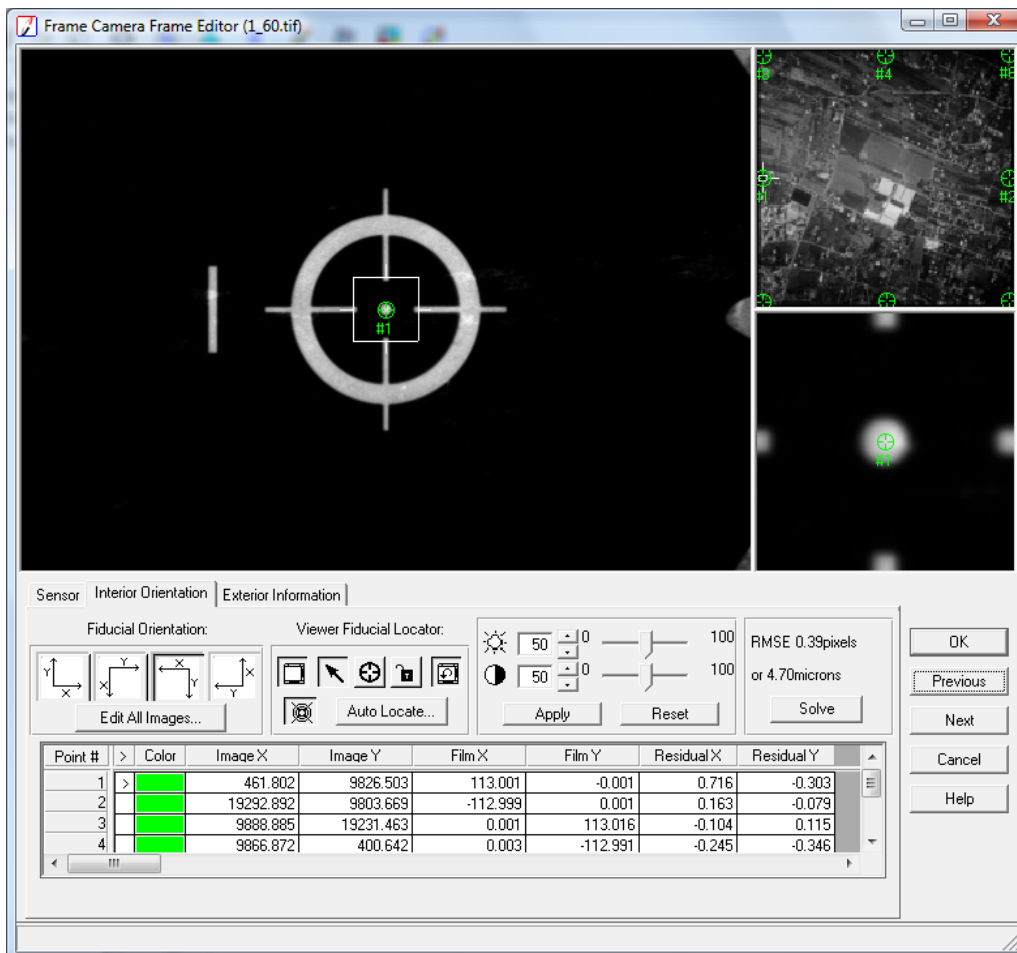 Frame Camera Frame Editor (1_60.tif)
#3 #4 #6
#1 #2
#1
#1
Sensor Interior Orientation Exterior Information
Fiducial Orientation: Viewer Fiducial Locator:
Y X Y X X Y X Y
Edit All Images... Auto Locate...
50 0 100
50 0 100
Apply Reset
RMSE 0.39pixels
or 4.70microns
Solve
OK
Previous
Next
Cancel
Help
Point # > Color Image X Image Y Film X Film Y Residual X Residual Y
1 > 461.802 9826.503 113.001 -0.001 0.716 -0.303
2 19292.892 9803.669 -112.999 0.001 0.163 -0.079
3 9888.885 19231.463 0.001 113.016 -0.104 0.115
4 9866.872 400.642 0.003 -112.991 -0.245 -0.346